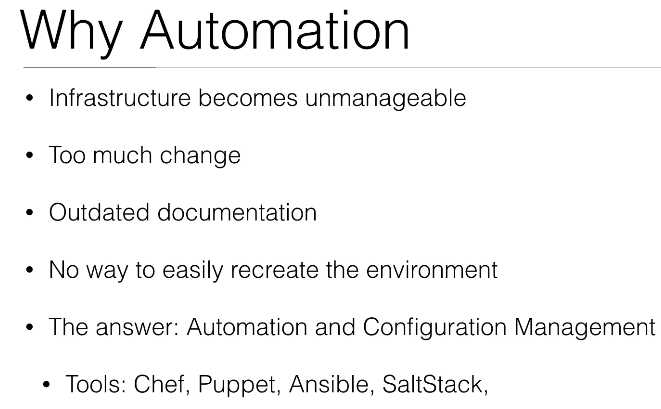 Why Automation
• Infrastructure becomes unmanageable
• Too much change
• Outdated documentation
• No way to easily recreate the environment
• The answer: Automation and Configuration Management
• Tools: Chef, Puppet, Ansible, SaltStack,